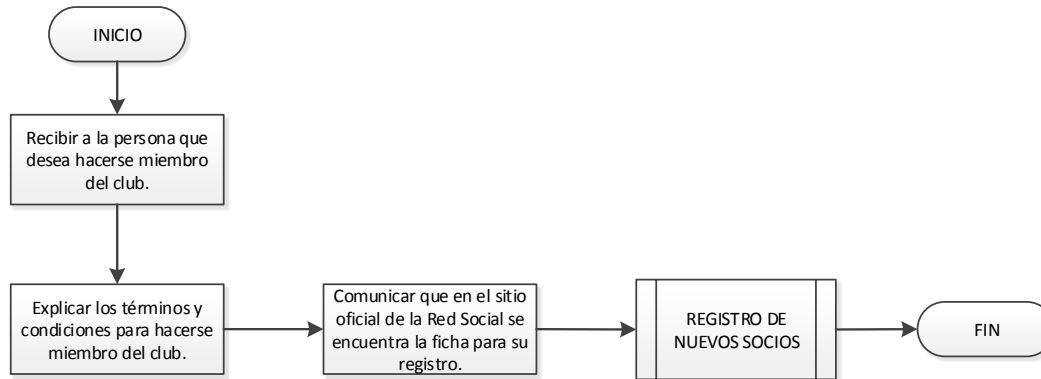 INICIO
Recibir a la persona que
desea hacerse miembro
del club.
Explicar los términos y
condiciones para hacerse
miembro del club.
Comunicar que en el sitio
oficial de la Red Social se
encuentra la ficha para su
registro.
REGISTRO DE
NUEVOS SOCIOS
FIN